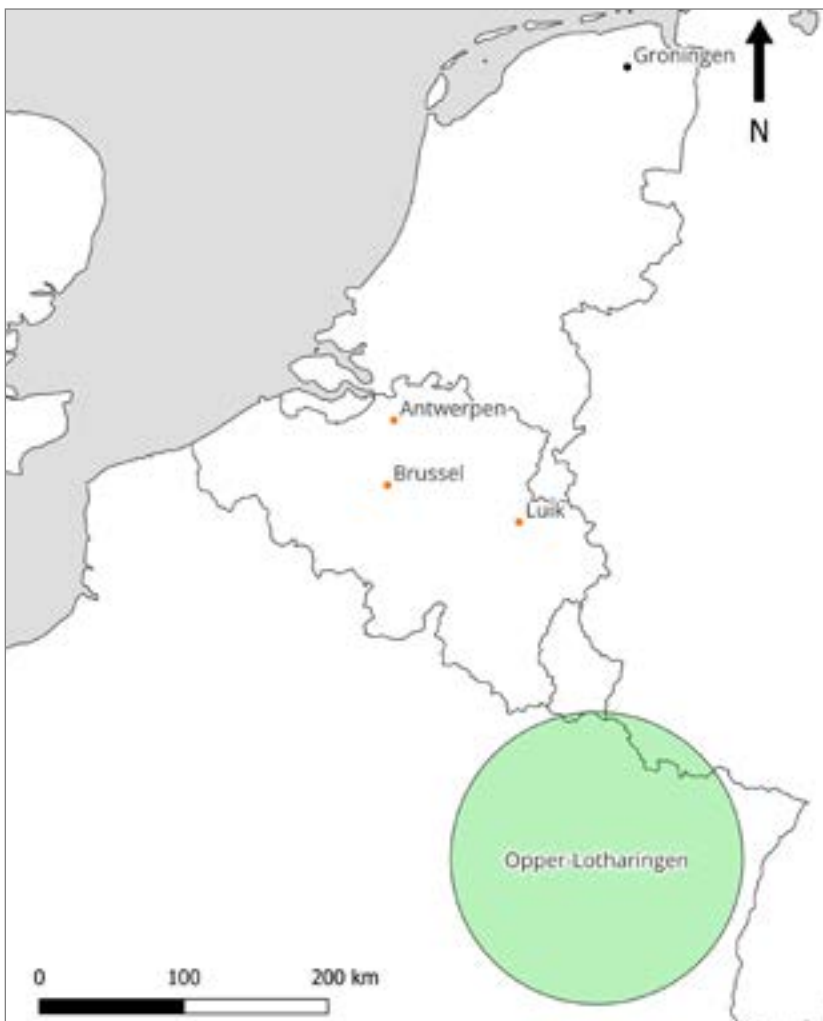 Groningen
N
Antwerpen
Brussel
Luik
Opper-Lotharingen
0 100 200 km